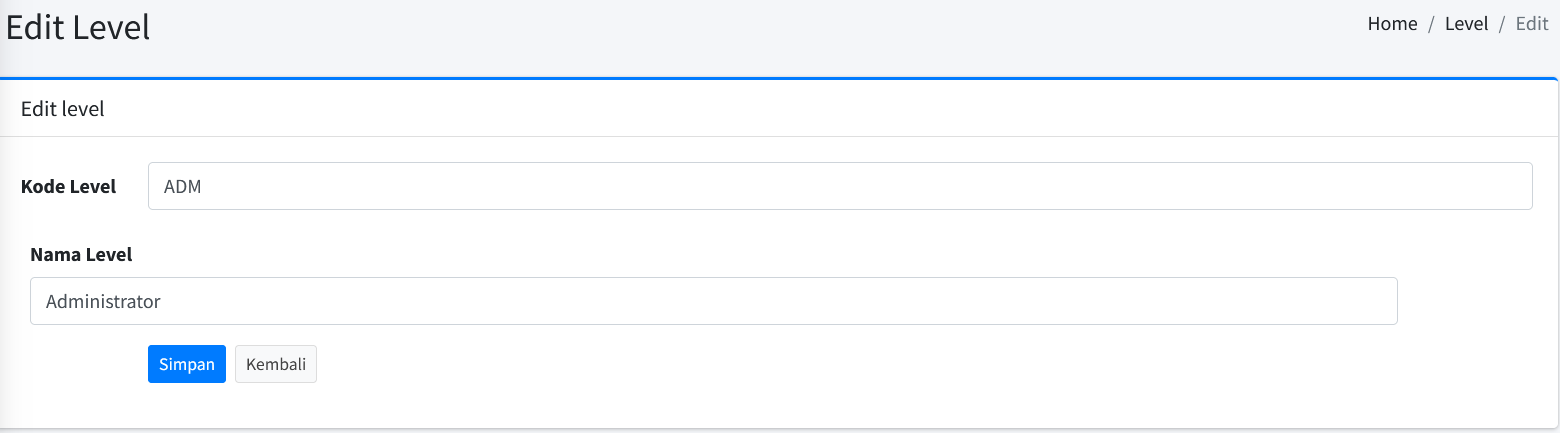 Edit Level
Home / Level / Edit
Edit level
Kode Level
ADM
Nama Level
Administrator
Simpan Kembali